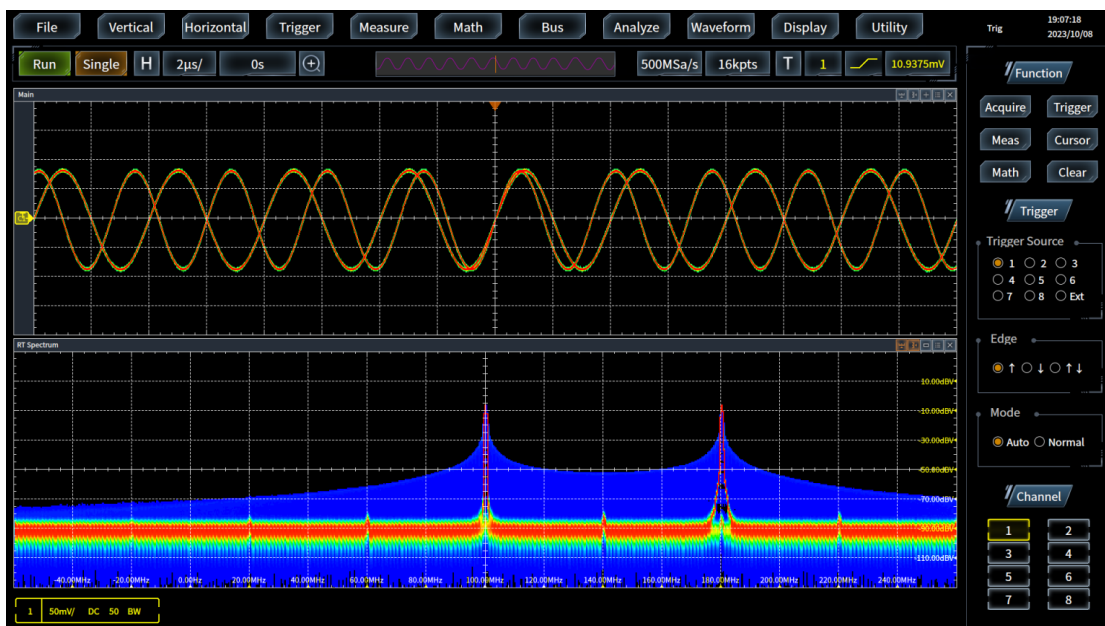 File Vertical Horizontal Trigger Measure Math Bus Analyze Waveform Display Utility
Trig 19:07:18
2023/10/08
Run Single H 2μs/ 0s 500MSa/s 16kpts T 1 10.9375mV
Function
Acquire Trigger
Meas Cursor
Math Clear
Main
Trigger
Trigger Source
1 2 3
4 5 6
7 8 Ext
RT Spectrum
Edge
↑ ↓ ↑↓
Mode
Auto Normal
10.00dBV
-10.00dBV
-30.00dBV
-50.00dBV
-70.00dBV
-90.00dBV
-110.00dBV
-40.00MHz -20.00MHz 0.00Hz 20.00MHz 40.00MHz 60.00MHz 80.00MHz 100.00MHz 120.00MHz 140.00MHz 160.00MHz 180.00MHz 200.00MHz 220.00MHz 240.00MHz
Channel
1 2
3 4
5 6
7 8
1 50mV/ DC 50 BW